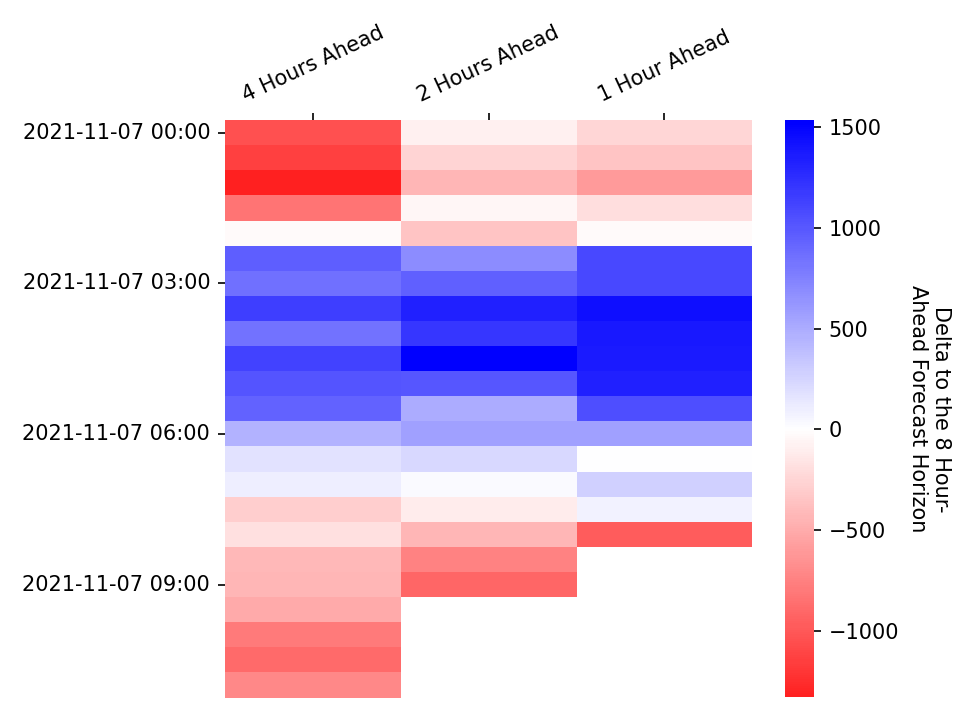 4 Hours Ahead
2 Hours Ahead
1 Hour Ahead
2021-11-07 00:00
2021-11-07 03:00
2021-11-07 06:00
2021-11-07 09:00
1500
1000
500
0
−500
−1000
Delta to the 8 Hour-
Ahead Forecast Horizon